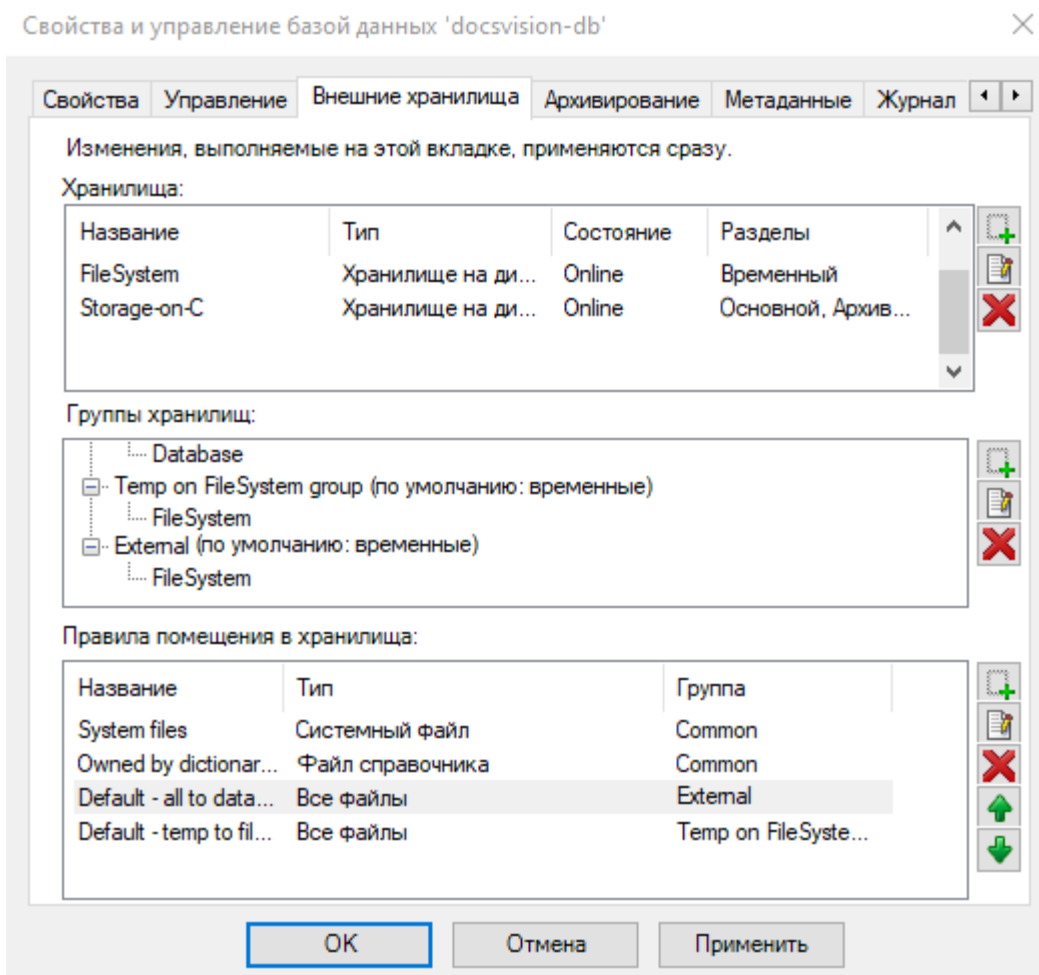 Свойства и управление базой данных 'docsvision-db'
Свойства Управление Внешние хранилища Архивирование Метаданные Журнал
Изменения, выполняемые на этой вкладке, применяются сразу.
Хранилища:
Название Тип Состояние Разделы
FileSystem Хранилище на ди... Online Временный
Storage-on-C Хранилище на ди... Online Основной, Архив...
Группы хранилищ:
Database
Temp on FileSystem group (по умолчанию: временные)
FileSystem
External (по умолчанию: временные)
FileSystem
Правила помещения в хранилища:
Название Тип Группа
System files Системный файл Common
Owned by dictionar... Файл справочника Common
Default - all to data... Все файлы External
Default - temp to fil... Все файлы Temp on FileSyste...
OK Отмена Применить